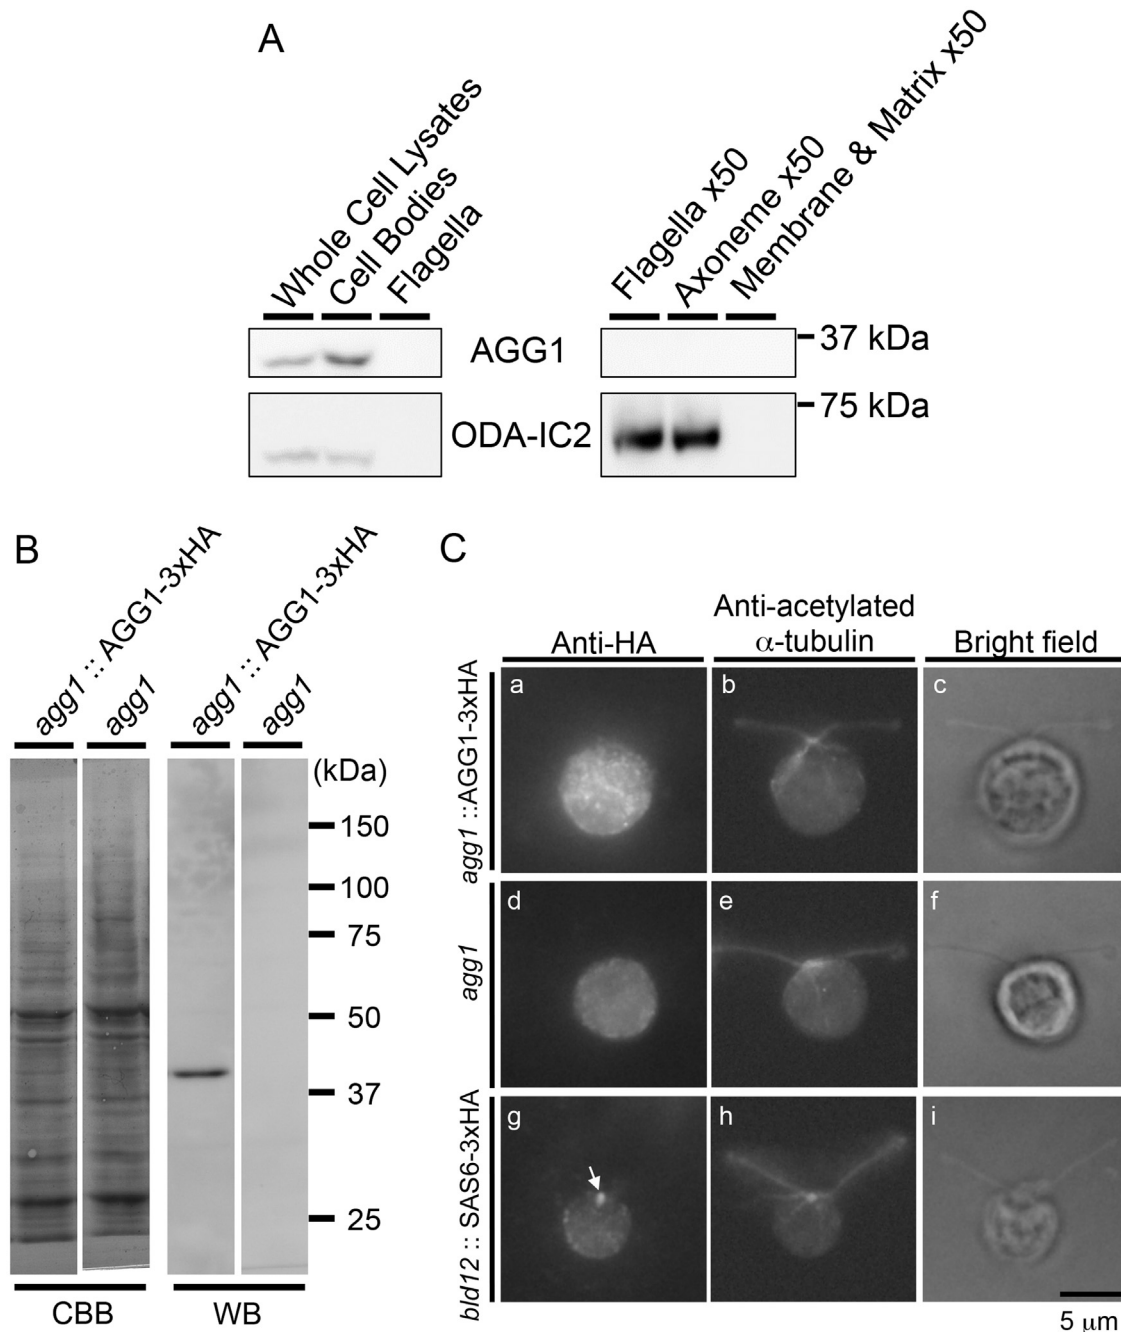 A
Whole Cell Lysates
Cell Bodies
Flagella
Flagella x50
Axoneme x50
Membrane & Matrix x50
AGG1
37 kDa
ODA-IC2
75 kDa
B
agg1 :: AGG1-3xHA
agg1
agg1 :: AGG1-3xHA
agg1
(kDa)
150
100
75
50
37
25
CBB
WB
C
Anti-HA
Anti-acetylated
α-tubulin
Bright field
agg1 ::AGG1-3xHA
a
b
c
agg1
d
e
f
bld12 :: SAS6-3xHA
g
h
i
5 μm